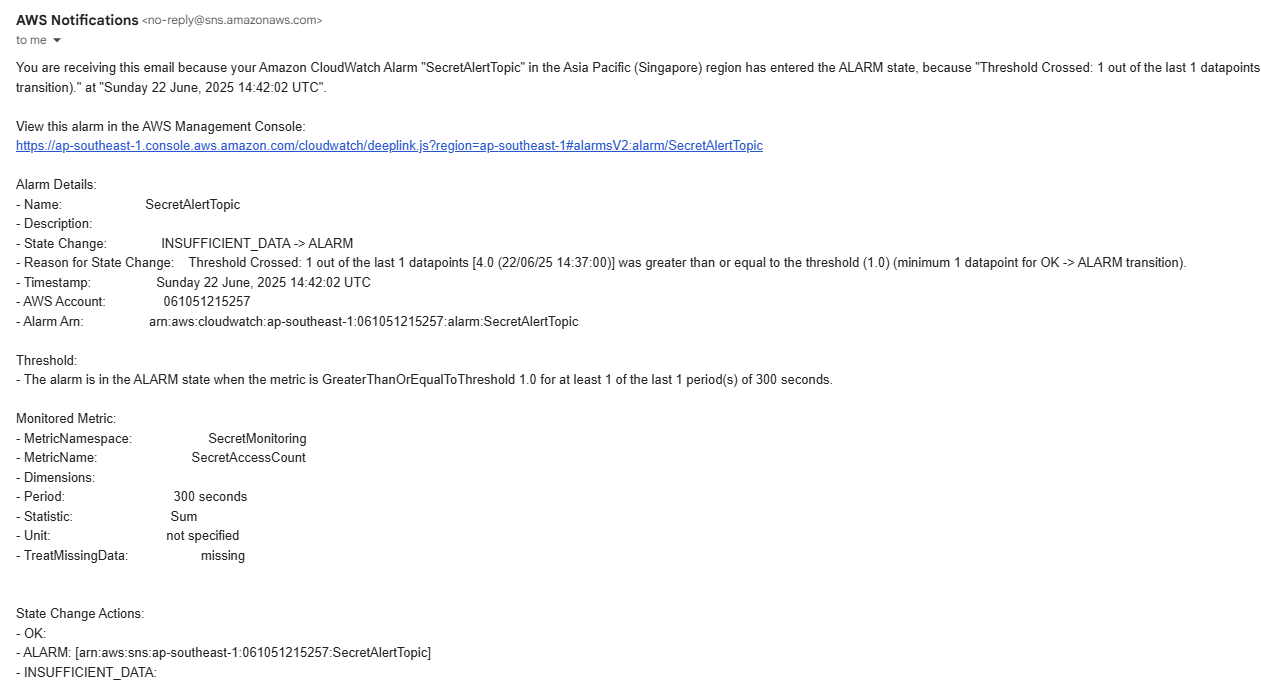 AWS Notifications <no-reply@sns.amazonaws.com>
to me
You are receiving this email because your Amazon CloudWatch Alarm "SecretAlertTopic" in the Asia Pacific (Singapore) region has entered the ALARM state, because "Threshold Crossed: 1 out of the last 1 datapoints
transition)." at "Sunday 22 June, 2025 14:42:02 UTC".
View this alarm in the AWS Management Console:
https://ap-southeast-1.console.aws.amazon.com/cloudwatch/deeplink.js?region=ap-southeast-1#alarmsV2:alarm/SecretAlertTopic
Alarm Details:
- Name: SecretAlertTopic
- Description:
- State Change: INSUFFICIENT_DATA -> ALARM
- Reason for State Change: Threshold Crossed: 1 out of the last 1 datapoints [4.0 (22/06/25 14:37:00)] was greater than or equal to the threshold (1.0) (minimum 1 datapoint for OK -> ALARM transition).
- Timestamp: Sunday 22 June, 2025 14:42:02 UTC
- AWS Account: 061051215257
- Alarm Arn: arn:aws:cloudwatch:ap-southeast-1:061051215257:alarm:SecretAlertTopic
Threshold:
- The alarm is in the ALARM state when the metric is GreaterThanOrEqualToThreshold 1.0 for at least 1 of the last 1 period(s) of 300 seconds.
Monitored Metric:
- MetricNamespace: SecretMonitoring
- MetricName: SecretAccessCount
- Dimensions:
- Period: 300 seconds
- Statistic: Sum
- Unit: not specified
- TreatMissingData: missing
State Change Actions:
- OK:
- ALARM: [arn:aws:sns:ap-southeast-1:061051215257:SecretAlertTopic]
- INSUFFICIENT_DATA: